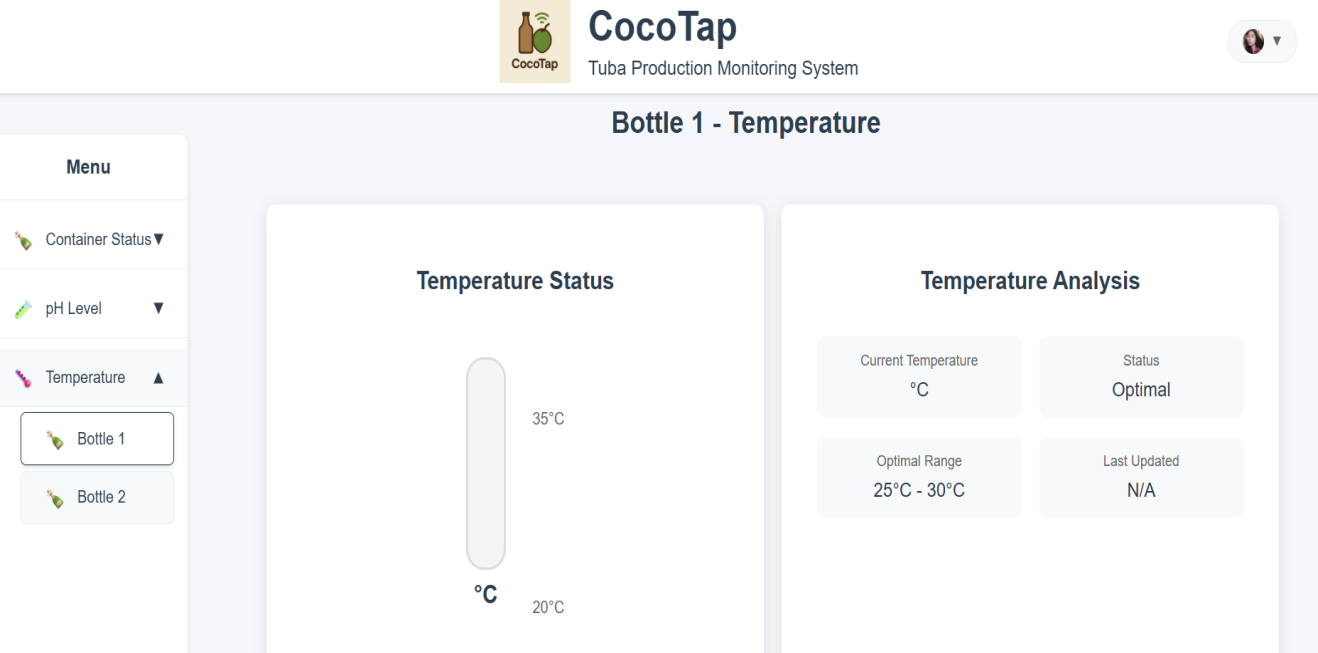 CocoTap
CocoTap
Tuba Production Monitoring System
▼
Bottle 1 - Temperature
Menu
Container Status▼
pH Level ▼
Temperature ▲
Bottle 1
Bottle 2
Temperature Status
35°C
°C
20°C
Temperature Analysis
Current Temperature
°C
Status
Optimal
Optimal Range
25°C - 30°C
Last Updated
N/A